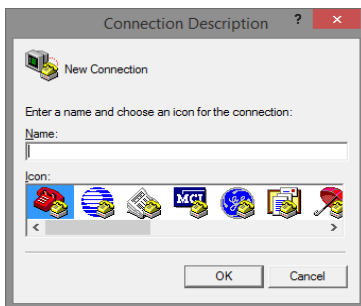 Connection Description
?
New Connection
Enter a name and choose an icon for the connection:
Name:
Icon:
MCI
OK
Cancel